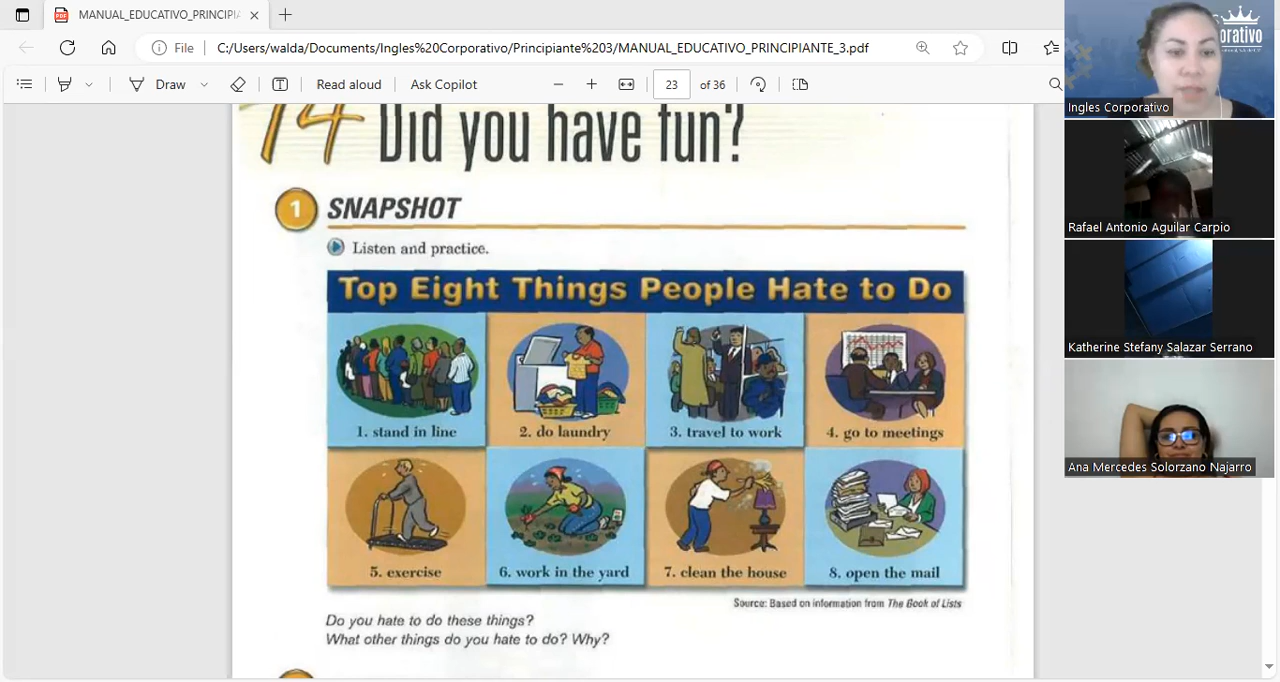 MANUAL_EDUCATIVO_PRINCIPIA
File
C:/Users/walda/Documents/Ingles%20Corporativo/Principante%203/MANUAL_EDUCATIVO_PRINCIPIANTE_3.pdf
Draw
Read aloud
Ask Copilot
23
of 36
14 Did you have fun?
1 SNAPSHOT
Listen and practice.
Top Eight Things People Hate to Do
1. stand in line
2. do laundry
3. travel to work
4. go to meetings
5. exercise
6. work in the yard
7. clean the house
8. open the mail
Source: Based on information from The Book of Lists
Do you hate to do these things?
What other things do you hate to do? Why?
Ingles Corporativo
Rafael Antonio Aguilar Carpio
Katherine Stefany Salazar Serrano
Ana Mercedes Solorzano Najarro